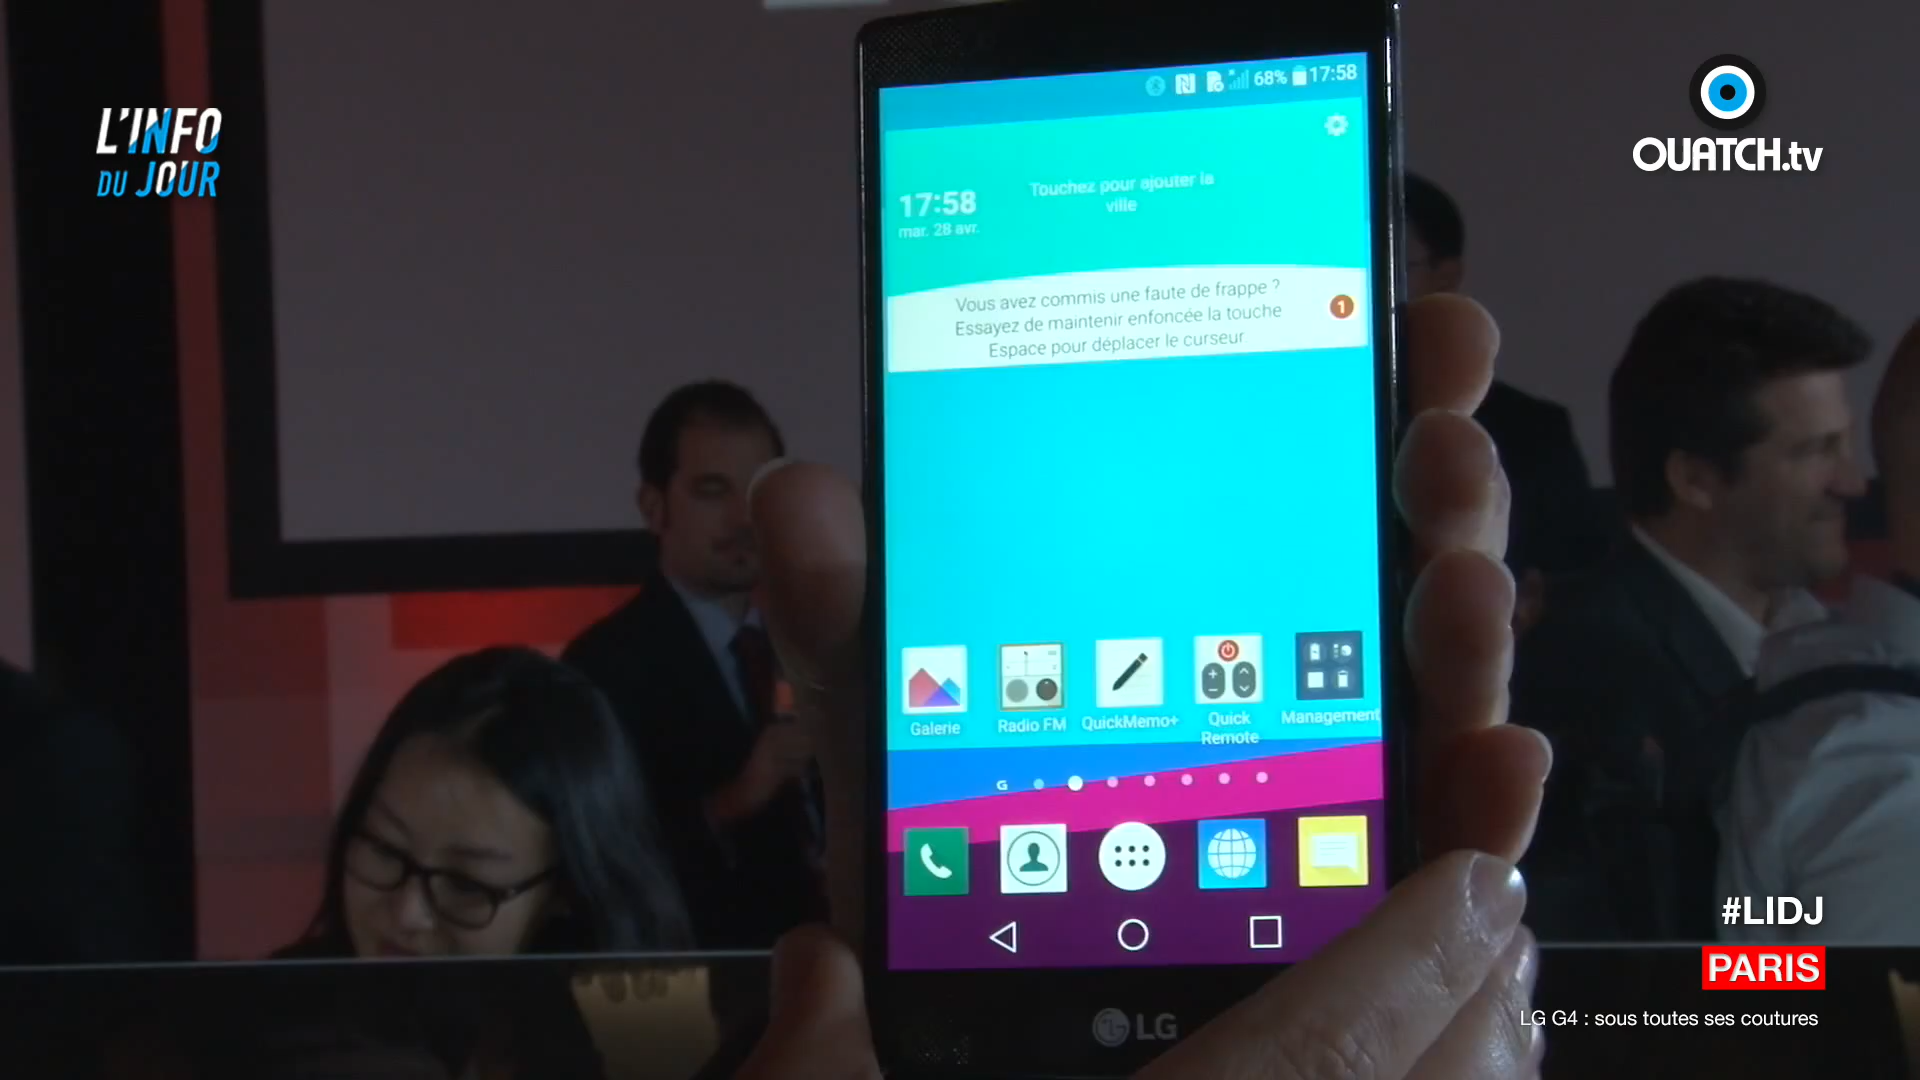 L'INFO
DU JOUR
OUATCH.tv
68% 17:58
17:58
mar. 28 avr.
Touchez pour ajouter la
ville
Vous avez commis une faute de frappe ?
Essayez de maintenir enfoncée la touche
Espace pour déplacer le curseur
1
Galerie
Radio FM
QuickMemo+
Quick
Remote
Management
G
LG
#LIDJ
PARIS
LG G4 : sous toutes ses coutures